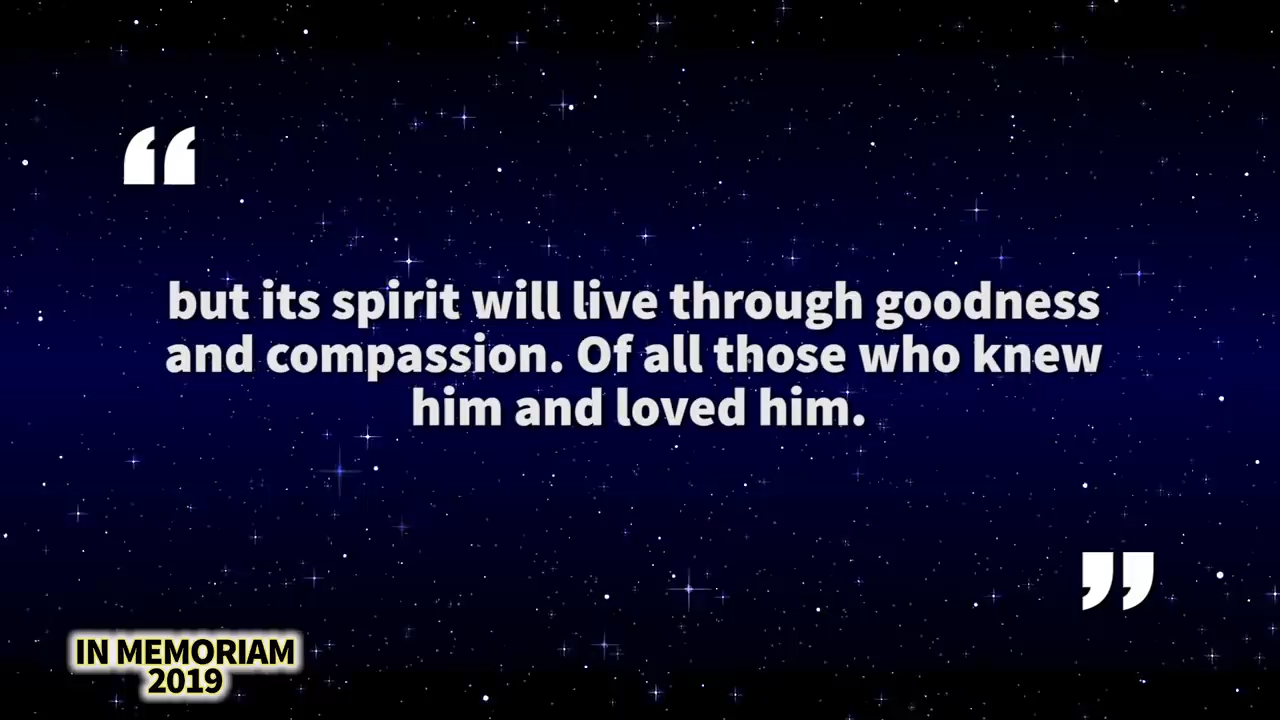 “
but its spirit will live through goodness
and compassion. Of all those who knew
him and loved him.
”
IN MEMORIAM
2019